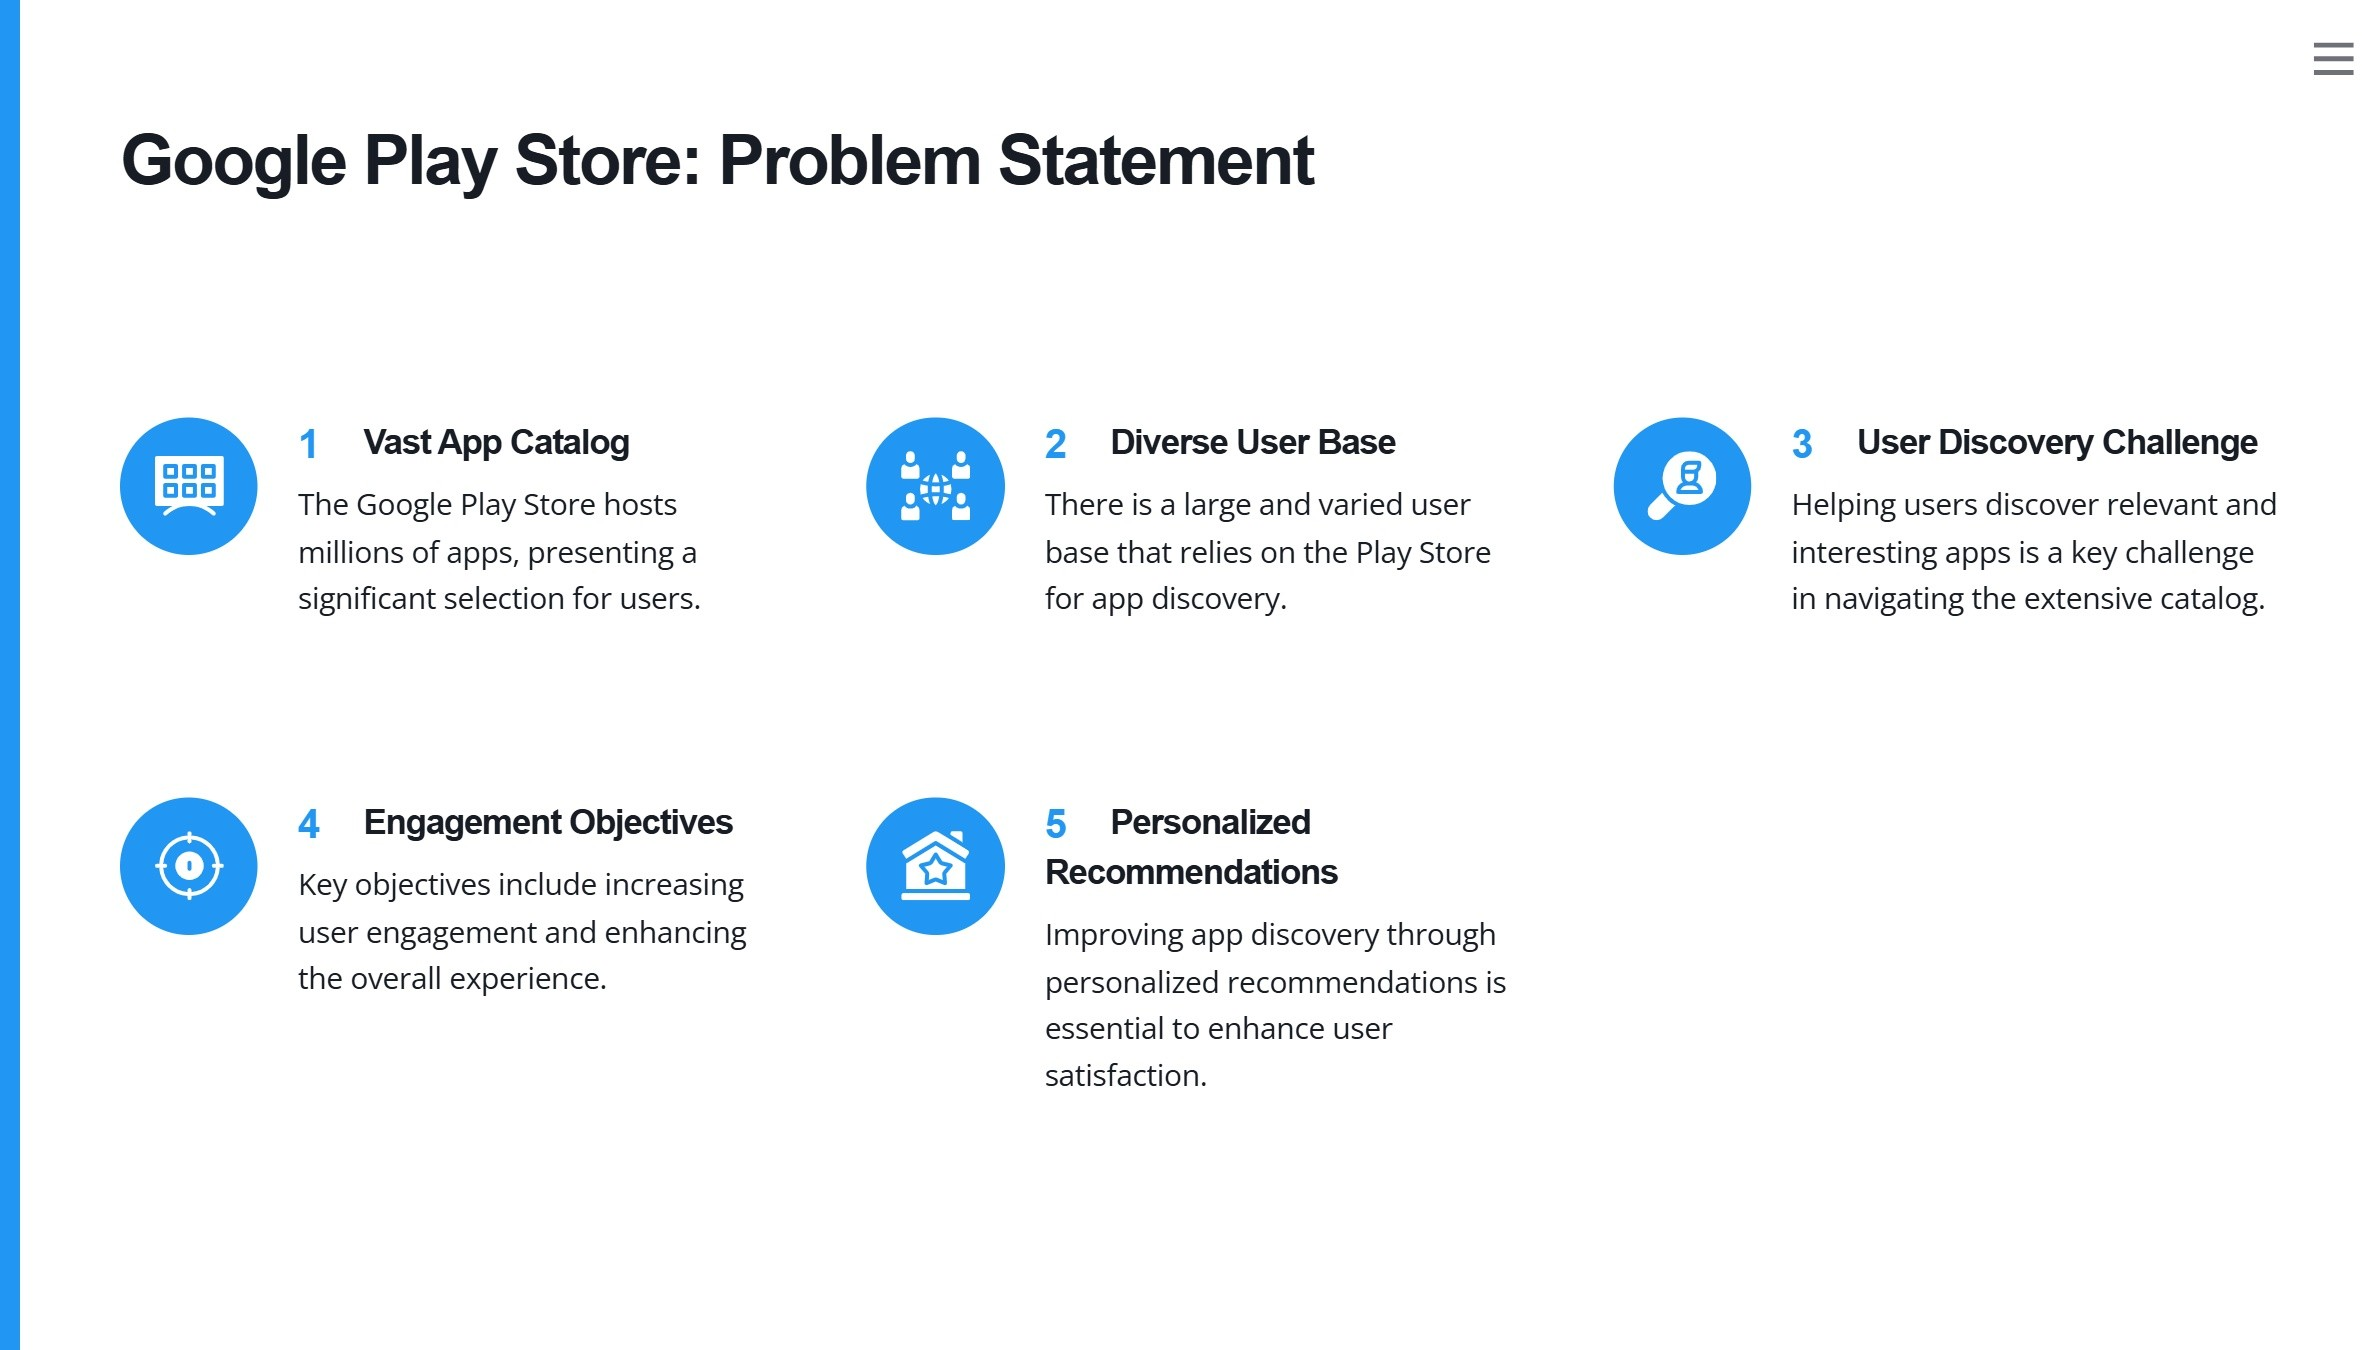 Google Play Store: Problem Statement
1 Vast App Catalog
The Google Play Store hosts
millions of apps, presenting a
significant selection for users.
2 Diverse User Base
There is a large and varied user
base that relies on the Play Store
for app discovery.
3 User Discovery Challenge
Helping users discover relevant and
interesting apps is a key challenge
in navigating the extensive catalog.
4 Engagement Objectives
Key objectives include increasing
user engagement and enhancing
the overall experience.
5 Personalized
Recommendations
Improving app discovery through
personalized recommendations is
essential to enhance user
satisfaction.